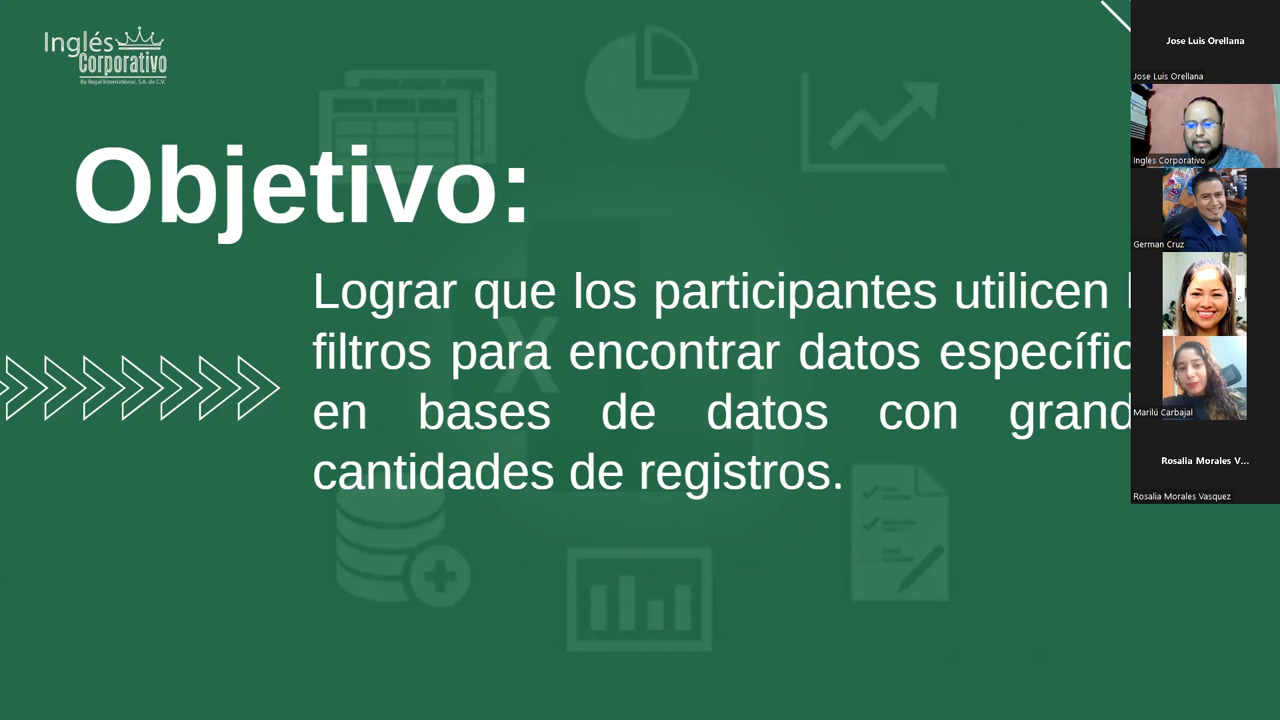 Inglés
Corporativo
By Regal International, S.A. de C.V.
Objetivo:
Lograr que los participantes utilicen
filtros para encontrar datos específic
en bases de datos con grand
cantidades de registros.
Jose Luis Orellana
Jose Luis Orellana
Ingles Corporativo
German Cruz
Marilú Carbajal
Rosalia Morales V...
Rosalia Morales Vasquez